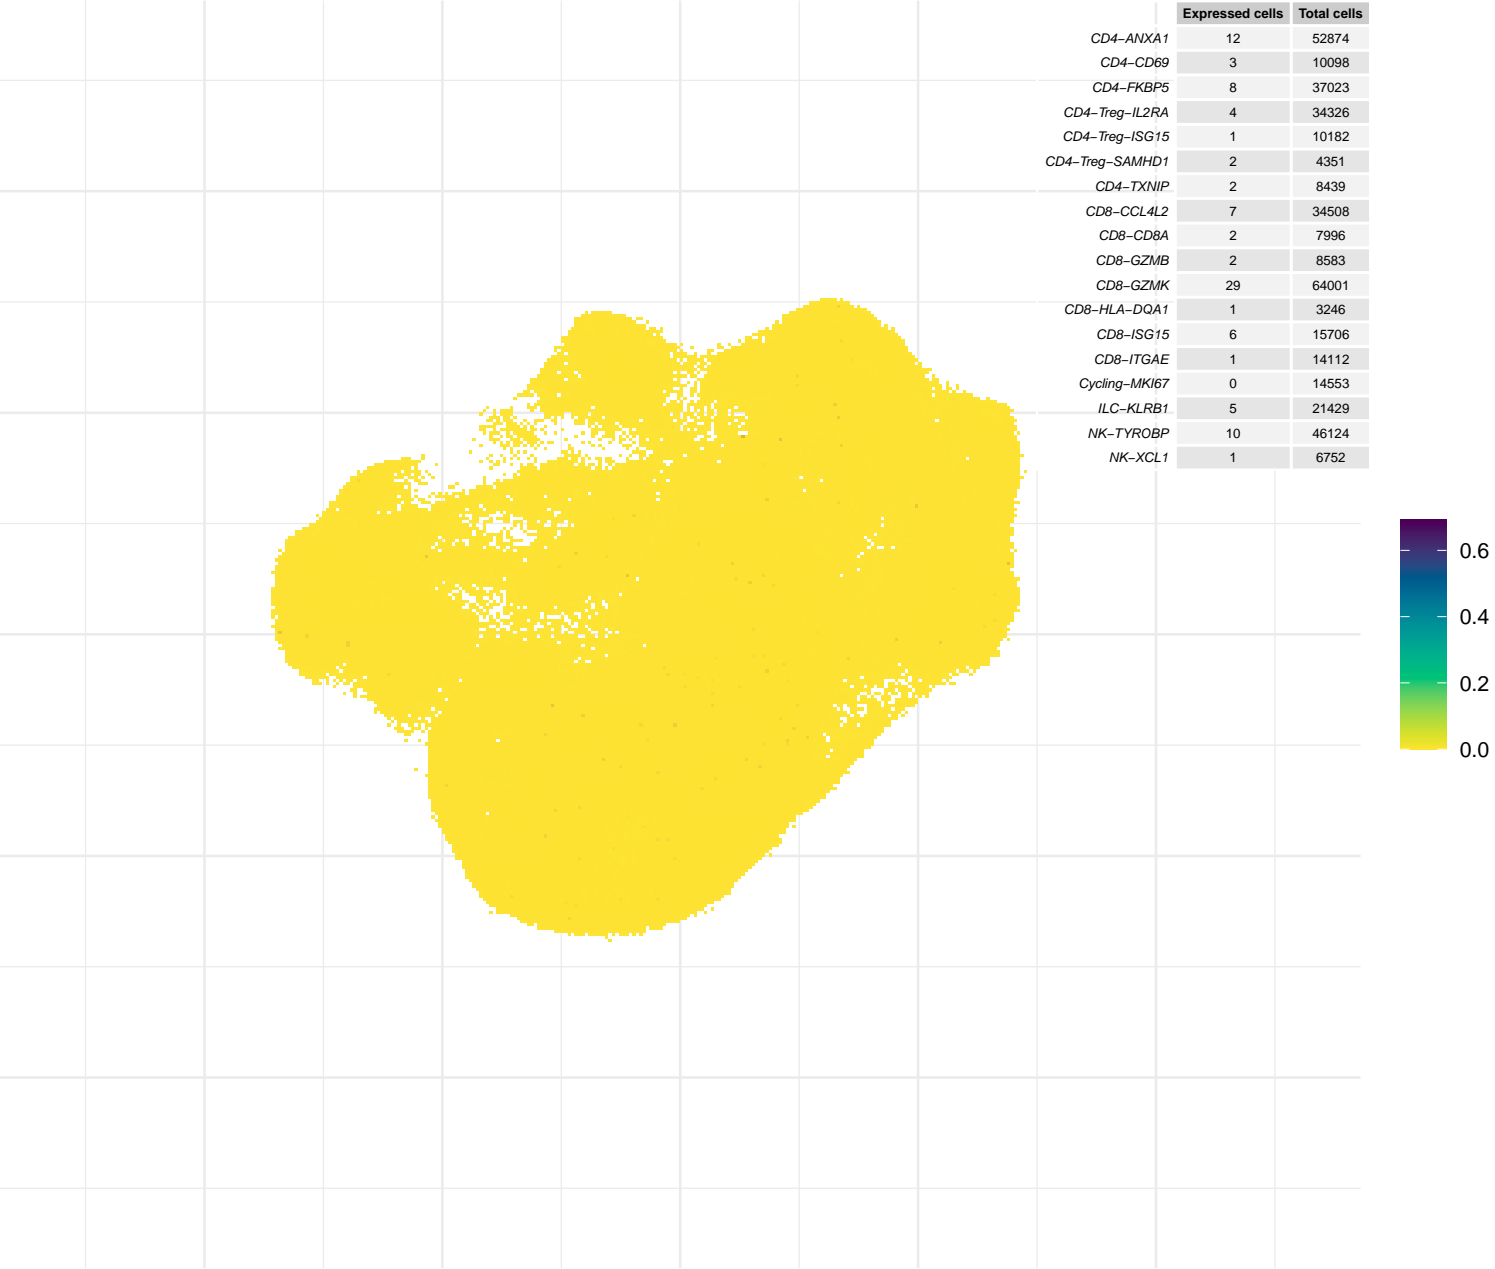 Expressed cells Total cells
CD4−ANXA1 12 52874
CD4−CD69 3 10098
CD4−FKBP5 8 37023
CD4−Treg−IL2RA 4 34326
CD4−Treg−ISG15 1 10182
CD4−Treg−SAMHD1 2 4351
CD4−TXNIP 2 8439
CD8−CCL4L2 7 34508
CD8−CD8A 2 7996
CD8−GZMB 2 8583
CD8−GZMK 29 64001
CD8−HLA−DQA1 1 3246
CD8−ISG15 6 15706
CD8−ITGAE 1 14112
Cycling−MKI67 0 14553
ILC−KLRB1 5 21429
NK−TYROBP 10 46124
NK−XCL1 1 6752
0.6
0.4
0.2
0.0